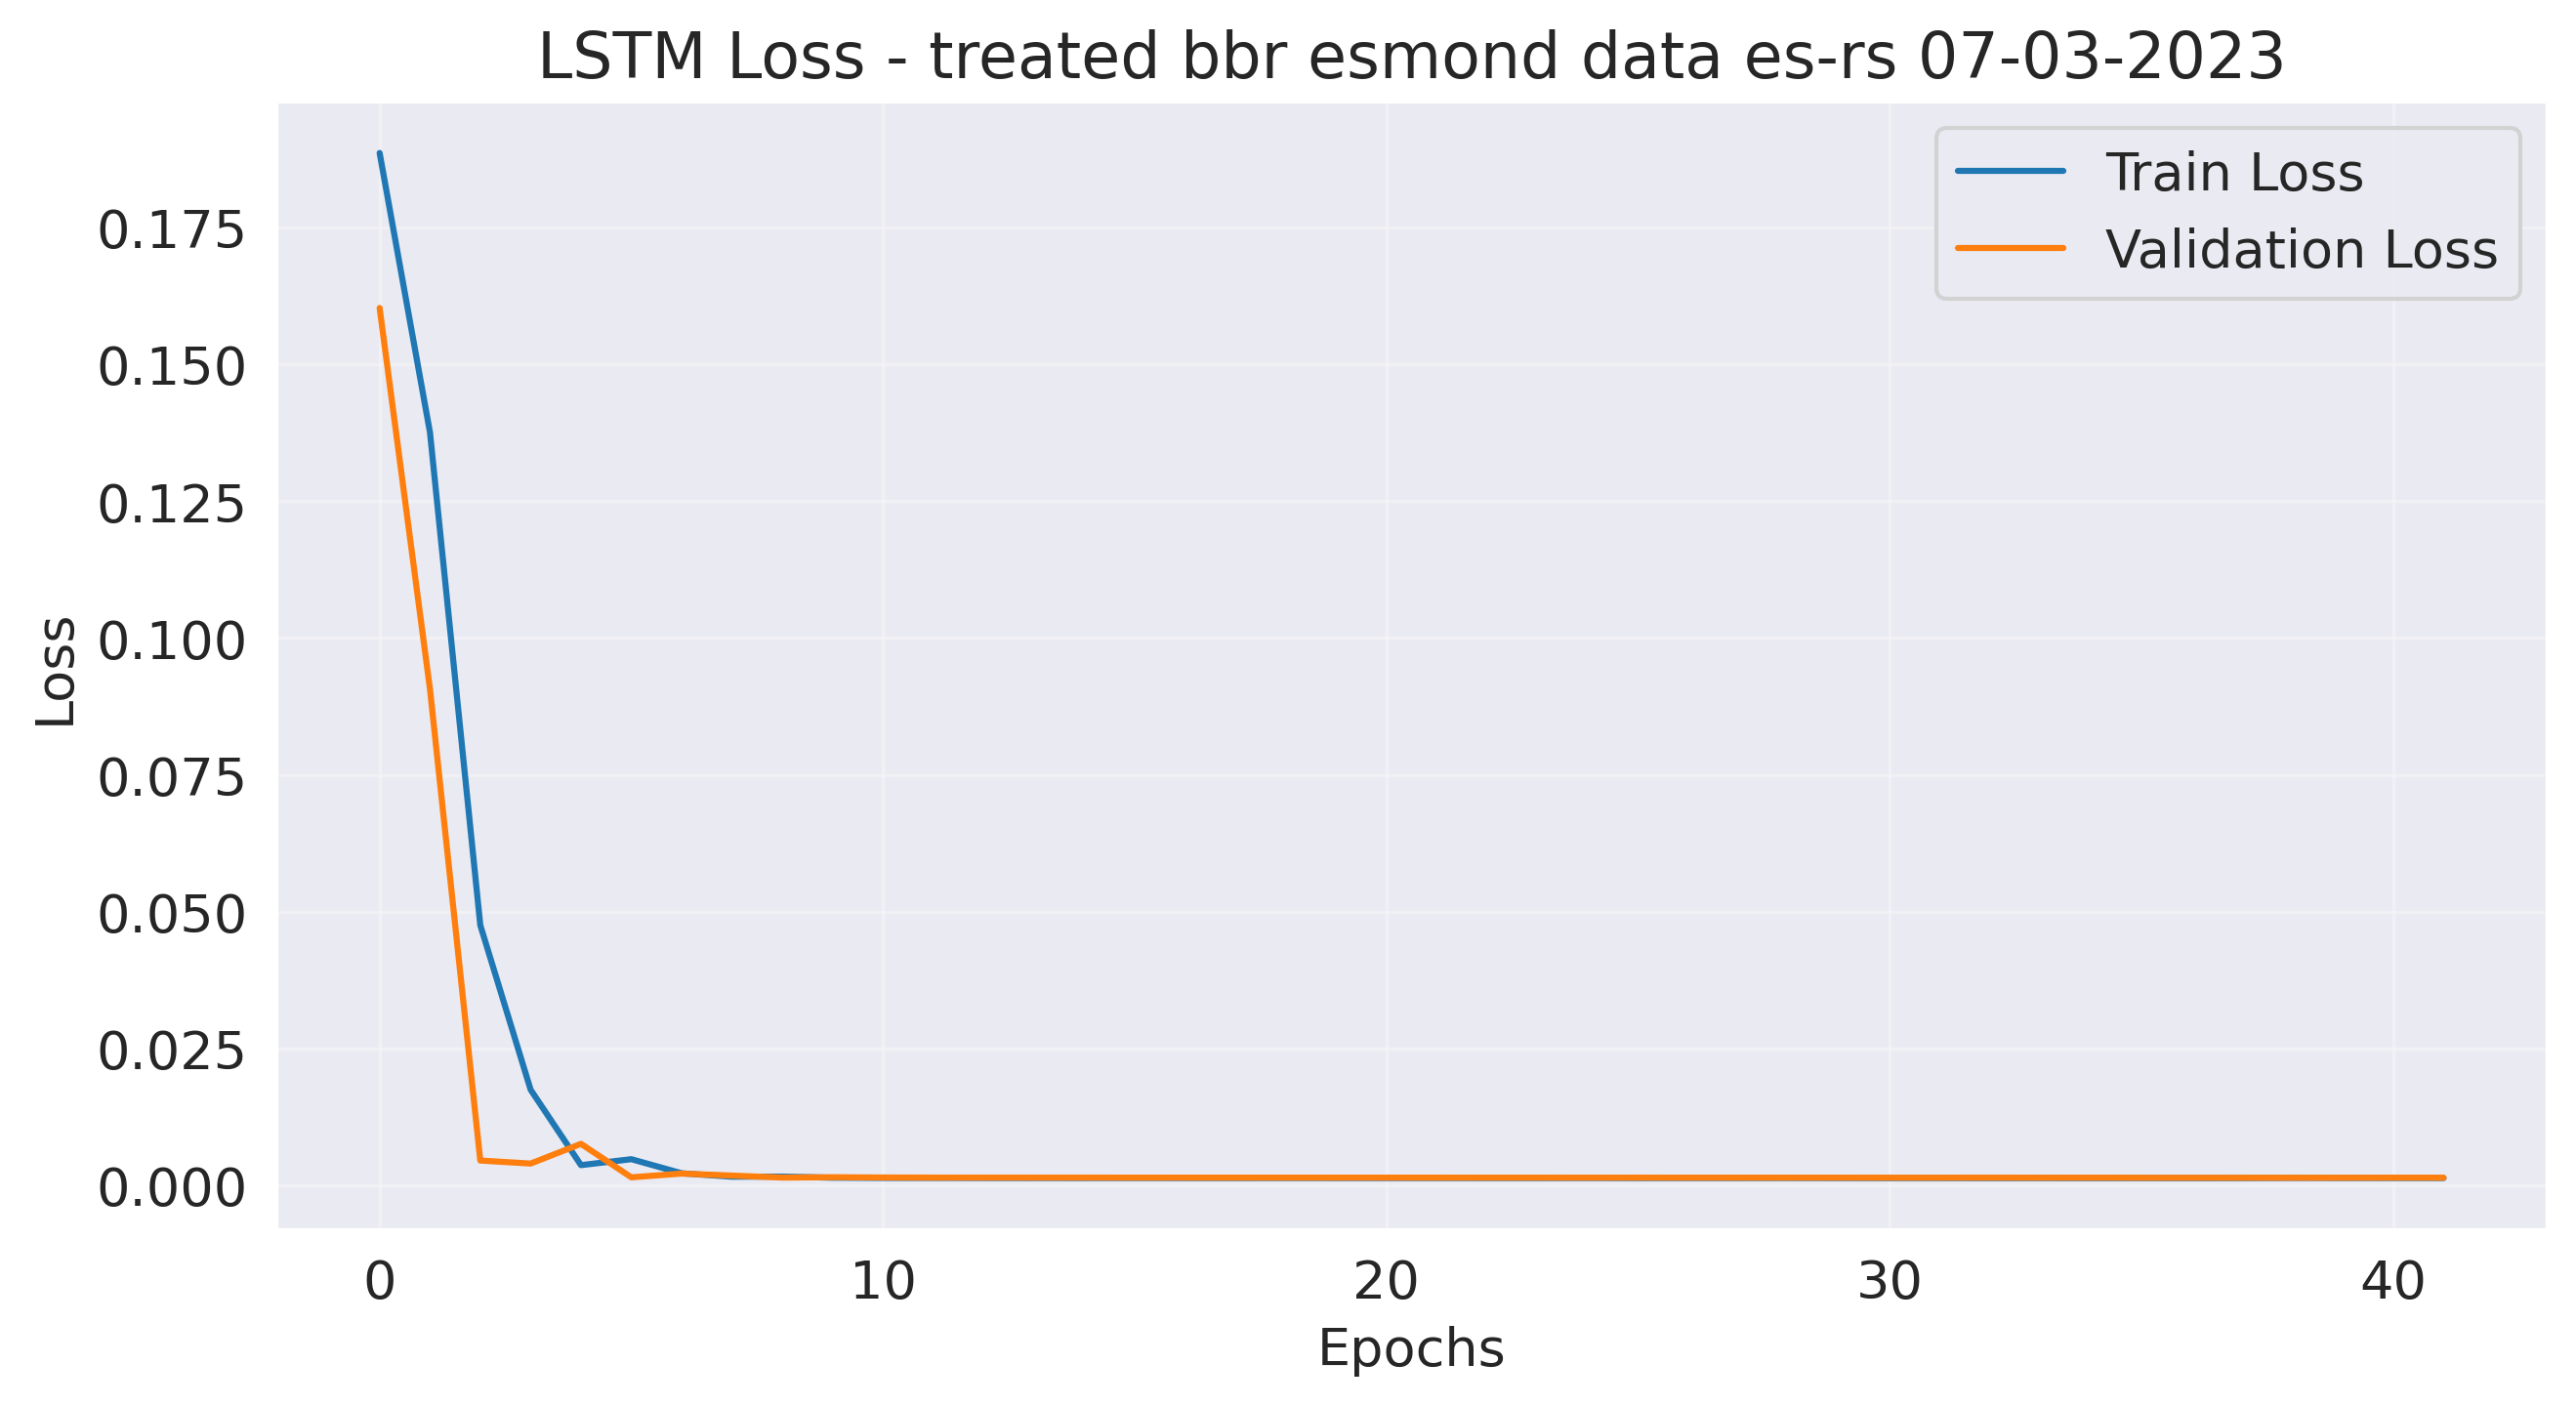 LSTM Loss - treated bbr esmond data es-rs 07-03-2023
Train Loss
Validation Loss
0.175
0.150
0.125
0.100
0.075
0.050
0.025
0.000
Loss
0 10 20 30 40
Epochs